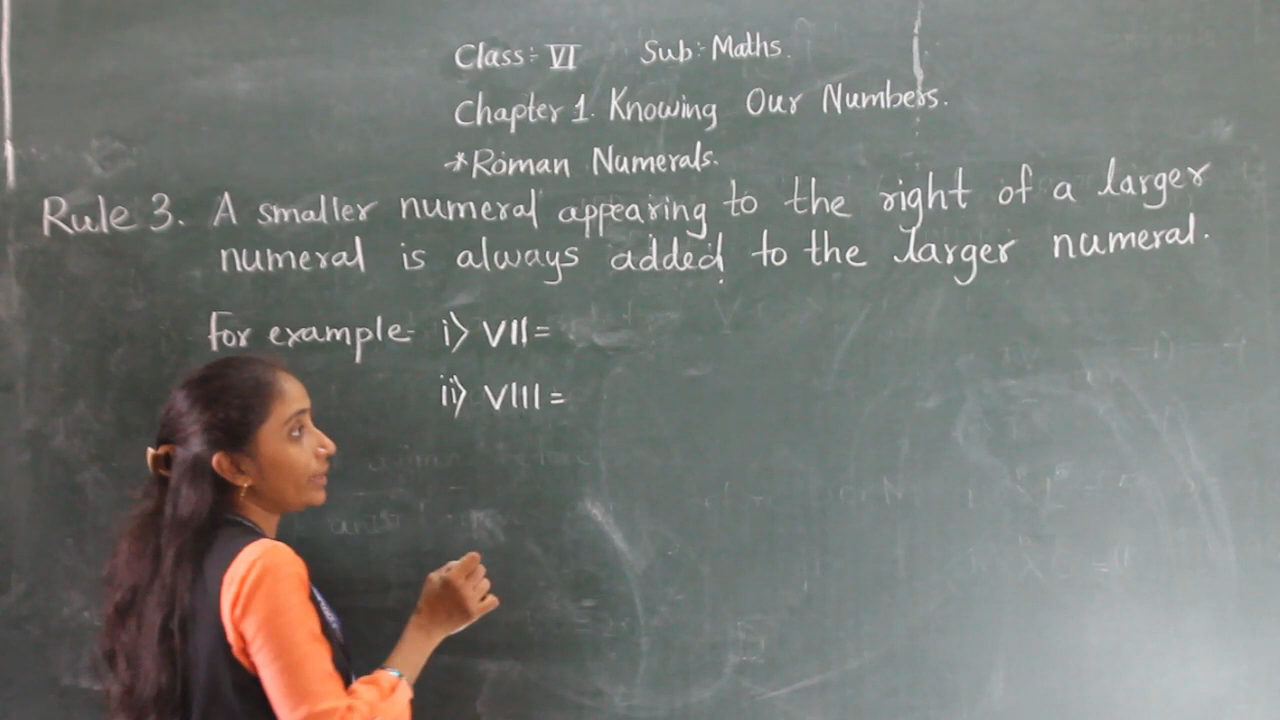 Class:- VI Sub:- Maths.
Chapter 1. Knowing Our Numbers.
*Roman Numerals.
Rule 3. A smaller numeral appearing to the right of a larger
numeral is always added to the larger numeral.
For example- i) VII=
ii) VIII=